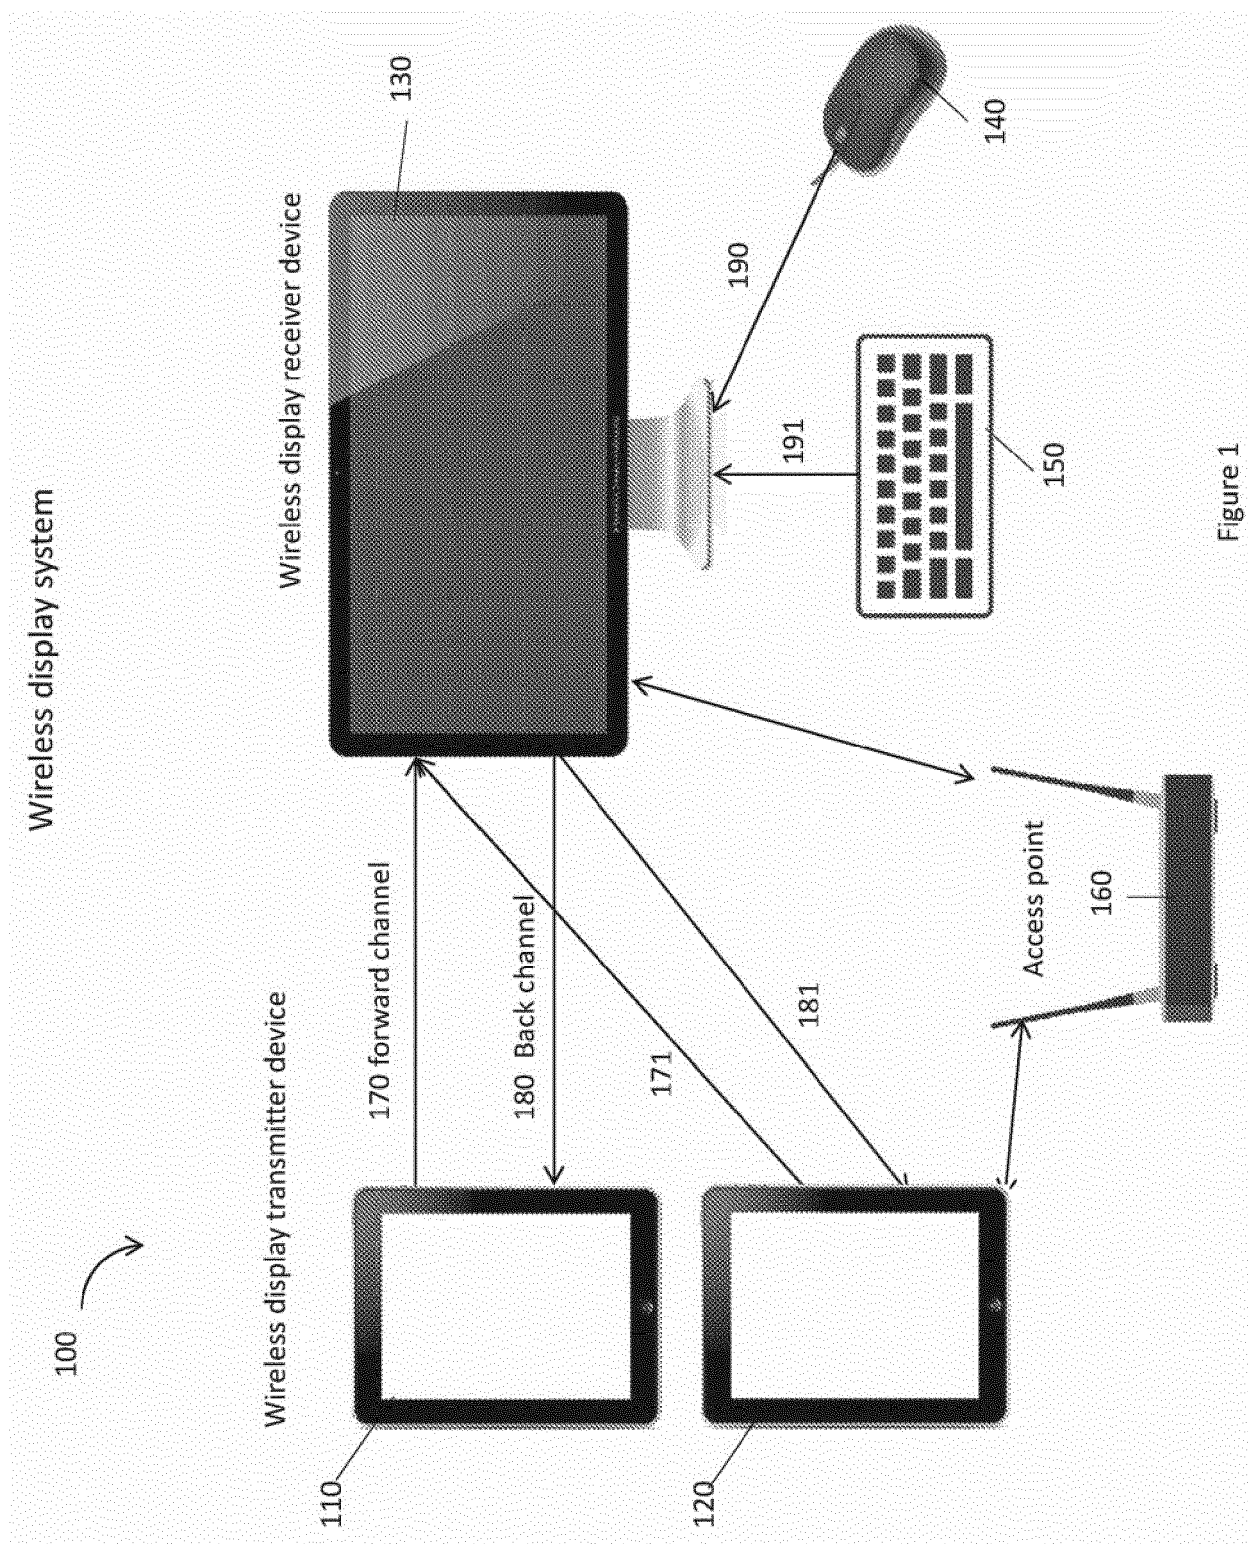 Wireless display system
100
Wireless display transmitter device
Wireless display receiver device
110
130
170 forward channel
180 Back channel
171
181
120
190
191
140
150
Access point
160
Figure 1